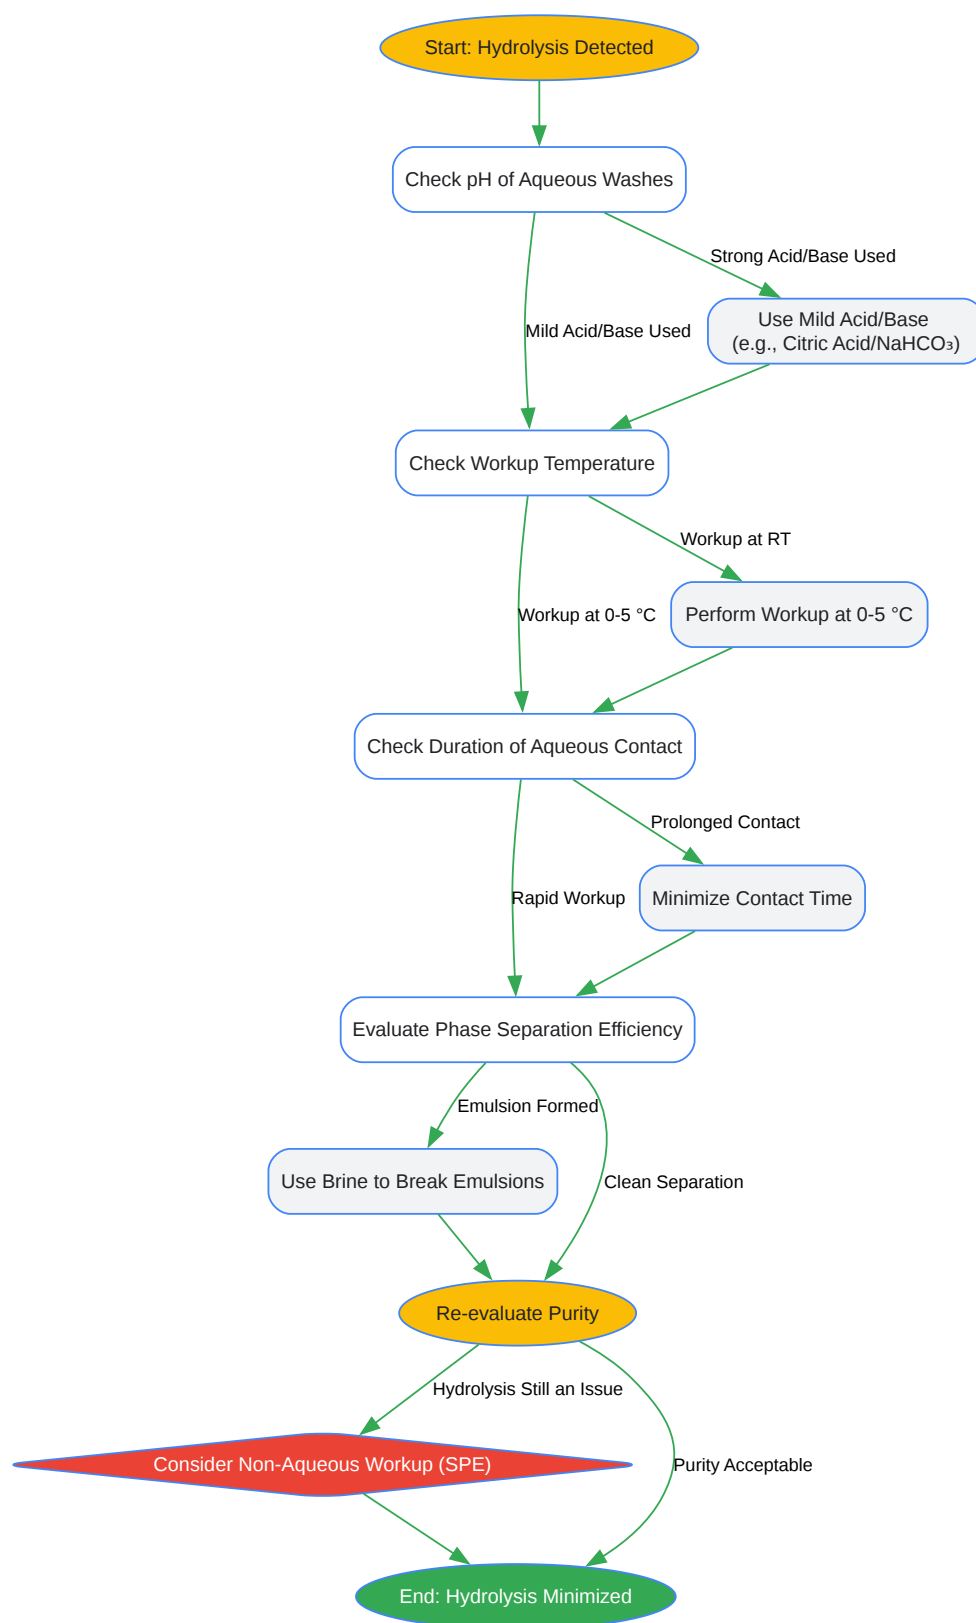 Start: Hydrolysis Detected
Check pH of Aqueous Washes
Strong Acid/Base Used
Use Mild Acid/Base
(e.g., Citric Acid/NaHCO₃)
Mild Acid/Base Used
Check Workup Temperature
Workup at RT
Workup at 0-5 °C
Perform Workup at 0-5 °C
Check Duration of Aqueous Contact
Prolonged Contact
Rapid Workup
Minimize Contact Time
Evaluate Phase Separation Efficiency
Emulsion Formed
Use Brine to Break Emulsions
Clean Separation
Re-evaluate Purity
Hydrolysis Still an Issue
Consider Non-Aqueous Workup (SPE)
Purity Acceptable
End: Hydrolysis Minimized